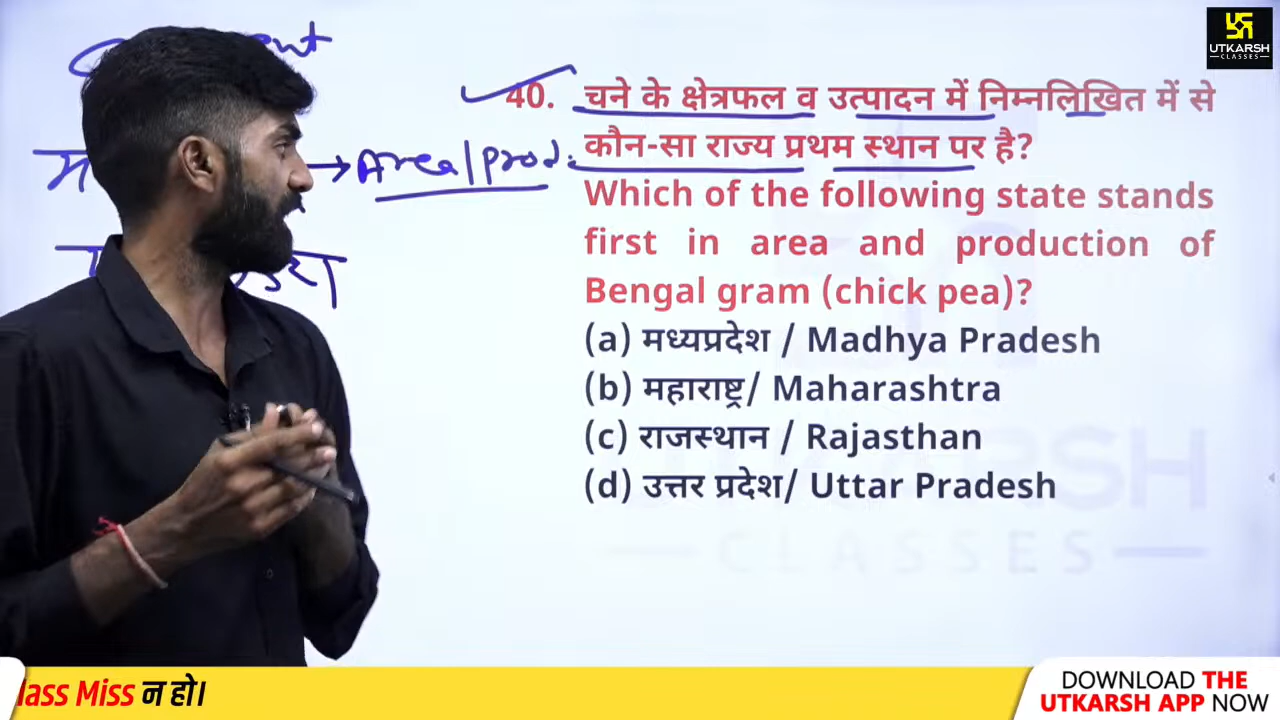 UTKARSH
CLASSES
40. चने के क्षेत्रफल व उत्पादन में निम्नलिखित में से
कौन-सा राज्य प्रथम स्थान पर है?
→ Area/prod.
Which of the following state stands
first in area and production of
Bengal gram (chick pea)?
(a) मध्यप्रदेश / Madhya Pradesh
(b) महाराष्ट्र/ Maharashtra
(c) राजस्थान / Rajasthan
(d) उत्तर प्रदेश/ Uttar Pradesh
CLASSES
lass Miss न हो।
DOWNLOAD THE
UTKARSH APP NOW